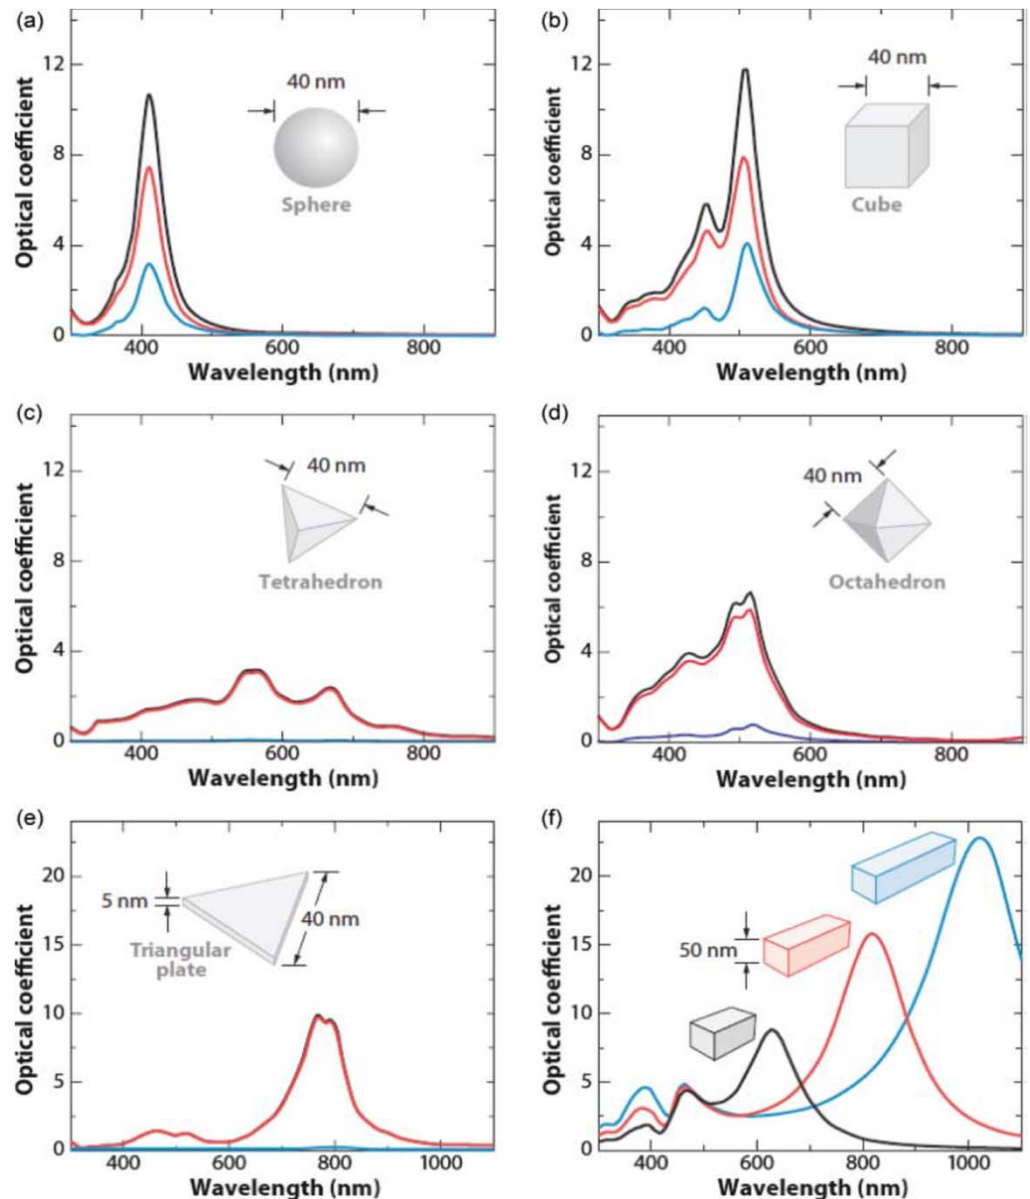 (a)
Optical coefficient
12
8
4
0
40 nm
Sphere
400
600
800
Wavelength (nm)
(b)
Optical coefficient
12
8
4
0
40 nm
Cube
400
600
800
Wavelength (nm)
(c)
Optical coefficient
12
8
4
0
40 nm
Tetrahedron
400
600
800
Wavelength (nm)
(d)
Optical coefficient
12
8
4
0
40 nm
Octahedron
400
600
800
Wavelength (nm)
(e)
Optical coefficient
20
15
10
5
0
5 nm
40 nm
Triangular
plate
400
600
800
1000
Wavelength (nm)
(f)
Optical coefficient
20
15
10
5
0
50 nm
400
600
800
1000
Wavelength (nm)